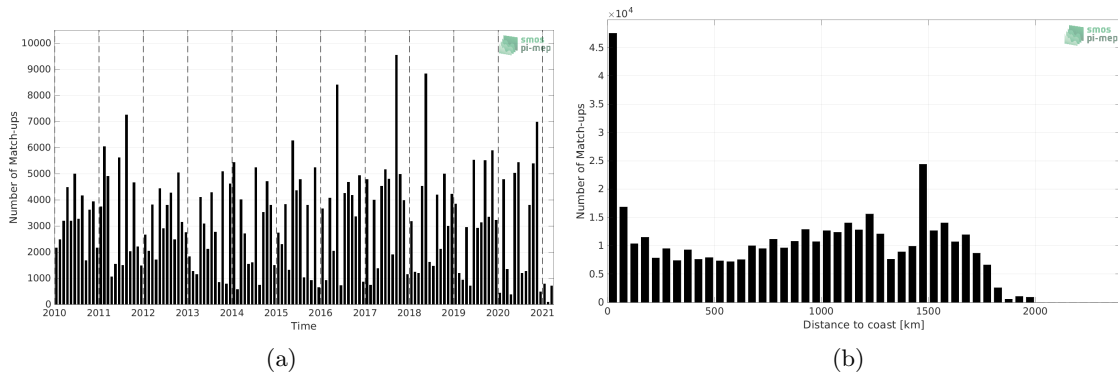 10000
9000
8000
7000
6000
5000
4000
3000
2000
1000
0
Number of Match-ups
2010 2011 2012 2013 2014 2015 2016 2017 2018 2019 2020 2021
Time
smos
pi-mep
(a)
×10⁴
4.5
4
3.5
3
2.5
2
1.5
1
0.5
0
Number of Match-ups
0 500 1000 1500 2000
Distance to coast [km]
smos
pi-mep
(b)